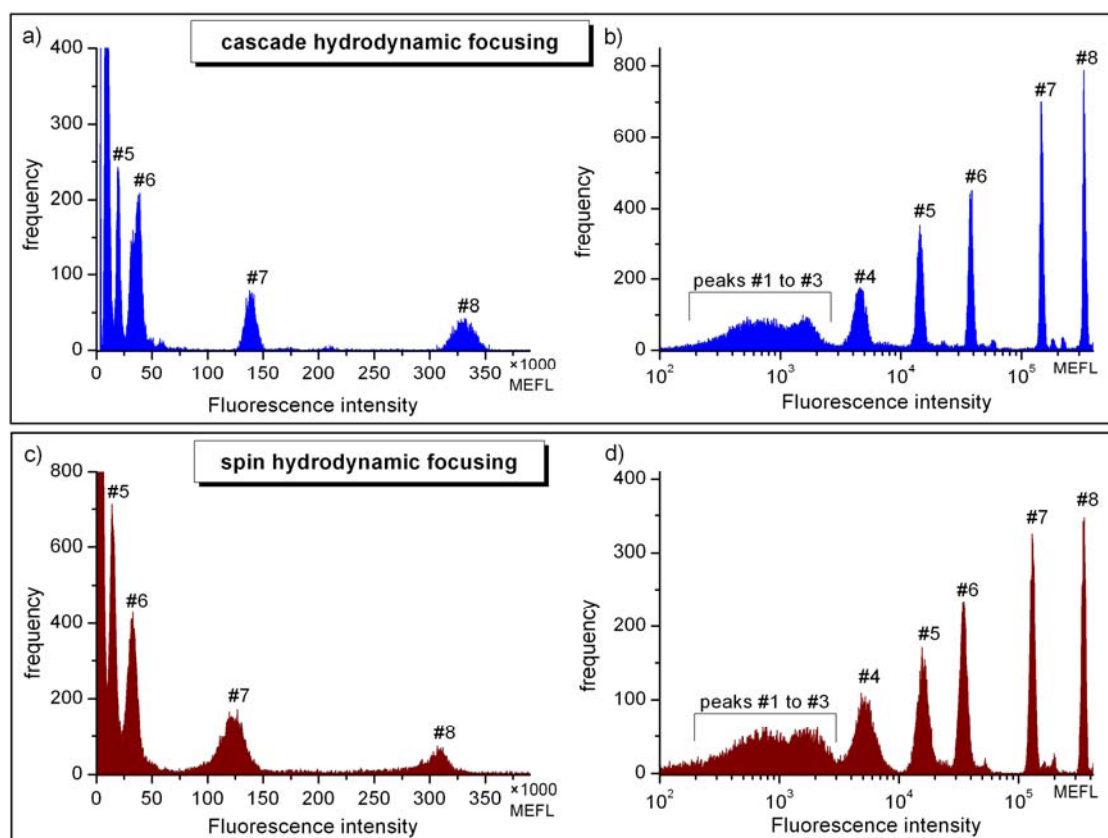 a)
cascade hydrodynamic focusing
400
300
200
100
0
frequency
#5
#6
#7
#8
0 50 100 150 200 250 300 350 ×1000
MEFL
Fluorescence intensity
b)
800
600
400
200
0
frequency
peaks #1 to #3
#4
#5
#6
#7
#8
10² 10³ 10⁴ 10⁵ MEFL
Fluorescence intensity
c)
spin hydrodynamic focusing
800
600
400
200
0
frequency
#5
#6
#7
#8
0 50 100 150 200 250 300 350 ×1000
MEFL
Fluorescence intensity
d)
400
300
200
100
0
frequency
peaks #1 to #3
#4
#5
#6
#7
#8
10² 10³ 10⁴ 10⁵ MEFL
Fluorescence intensity